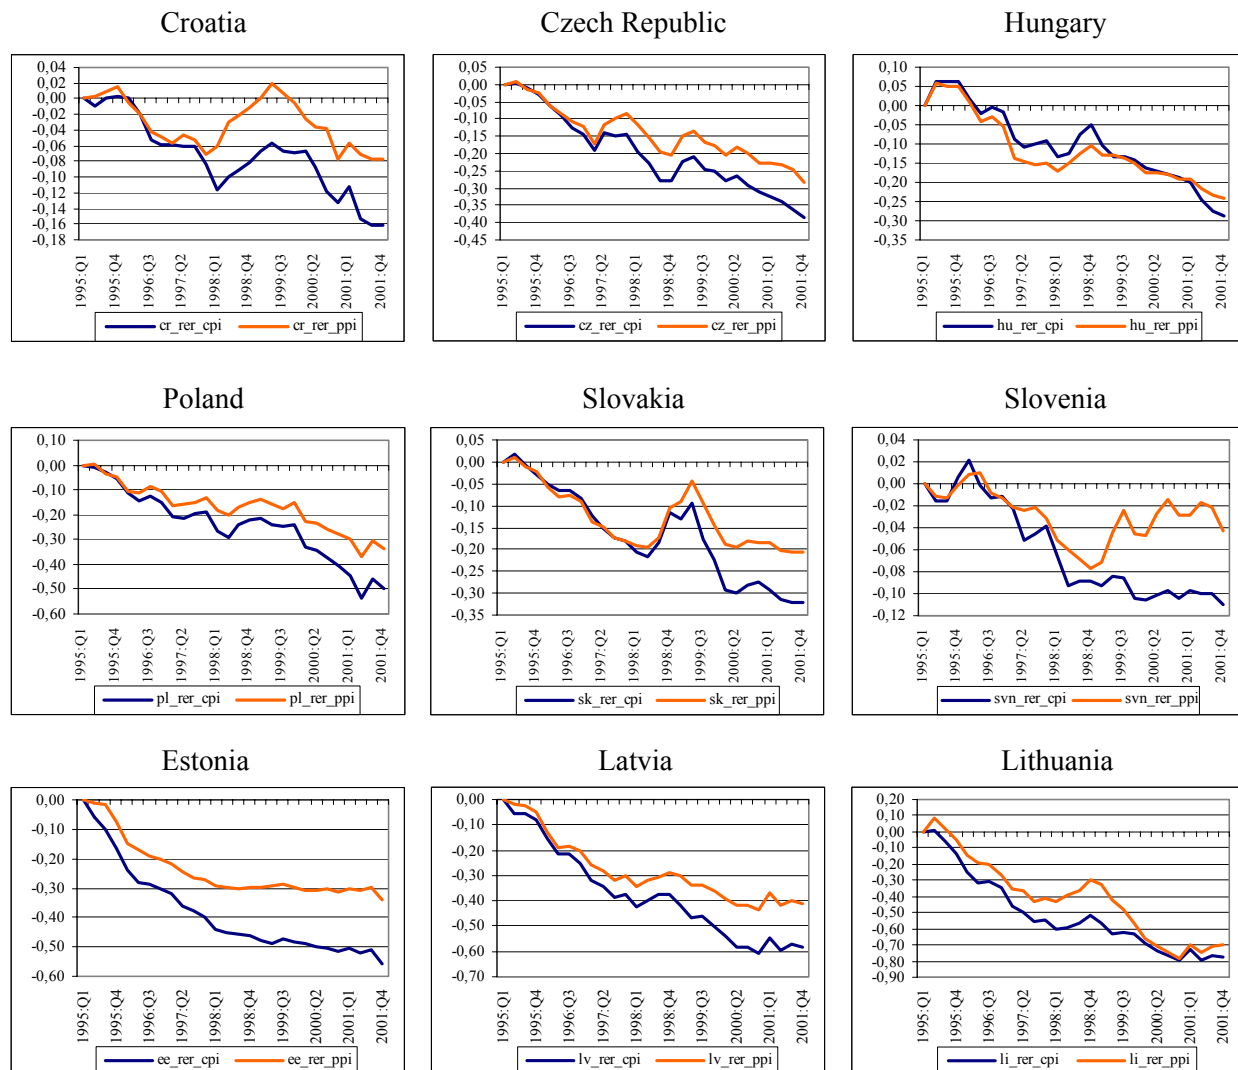 Croatia
0,04
0,02
0,00
-0,02
-0,04
-0,06
-0,08
-0,10
-0,12
-0,14
-0,16
-0,18
1995:Q1
1995:Q4
1996:Q3
1997:Q2
1998:Q1
1998:Q4
1999:Q3
2000:Q2
2001:Q1
2001:Q4
cr_rer_cpi cr_rer_ppi
Czech Republic
0,05
0,00
-0,05
-0,10
-0,15
-0,20
-0,25
-0,30
-0,35
-0,40
-0,45
1995:Q1
1995:Q4
1996:Q3
1997:Q2
1998:Q1
1998:Q4
1999:Q3
2000:Q2
2001:Q1
2001:Q4
cz_rer_cpi cz_rer_ppi
Hungary
0,10
0,05
0,00
-0,05
-0,10
-0,15
-0,20
-0,25
-0,30
-0,35
1995:Q1
1995:Q4
1996:Q3
1997:Q2
1998:Q1
1998:Q4
1999:Q3
2000:Q2
2001:Q1
2001:Q4
hu_rer_cpi hu_rer_ppi
Poland
0,10
0,00
-0,10
-0,20
-0,30
-0,40
-0,50
-0,60
1995:Q1
1995:Q4
1996:Q3
1997:Q2
1998:Q1
1998:Q4
1999:Q3
2000:Q2
2001:Q1
2001:Q4
pl_rer_cpi pl_rer_ppi
Slovakia
0,05
0,00
-0,05
-0,10
-0,15
-0,20
-0,25
-0,30
-0,35
1995:Q1
1995:Q4
1996:Q3
1997:Q2
1998:Q1
1998:Q4
1999:Q3
2000:Q2
2001:Q1
2001:Q4
sk_rer_cpi sk_rer_ppi
Slovenia
0,04
0,02
0,00
-0,02
-0,04
-0,06
-0,08
-0,10
-0,12
1995:Q1
1995:Q4
1996:Q3
1997:Q2
1998:Q1
1998:Q4
1999:Q3
2000:Q2
2001:Q1
2001:Q4
svn_rer_cpi svn_rer_ppi
Estonia
0,00
-0,10
-0,20
-0,30
-0,40
-0,50
-0,60
1995:Q1
1995:Q4
1996:Q3
1997:Q2
1998:Q1
1998:Q4
1999:Q3
2000:Q2
2001:Q1
2001:Q4
ee_rer_cpi ee_rer_ppi
Latvia
0,00
-0,10
-0,20
-0,30
-0,40
-0,50
-0,60
-0,70
1995:Q1
1995:Q4
1996:Q3
1997:Q2
1998:Q1
1998:Q4
1999:Q3
2000:Q2
2001:Q1
2001:Q4
lv_rer_cpi lv_rer_ppi
Lithuania
0,20
0,10
0,00
-0,10
-0,20
-0,30
-0,40
-0,50
-0,60
-0,70
-0,80
-0,90
1995:Q1
1995:Q4
1996:Q3
1997:Q2
1998:Q1
1998:Q4
1999:Q3
2000:Q2
2001:Q1
2001:Q4
li_rer_cpi li_rer_ppi